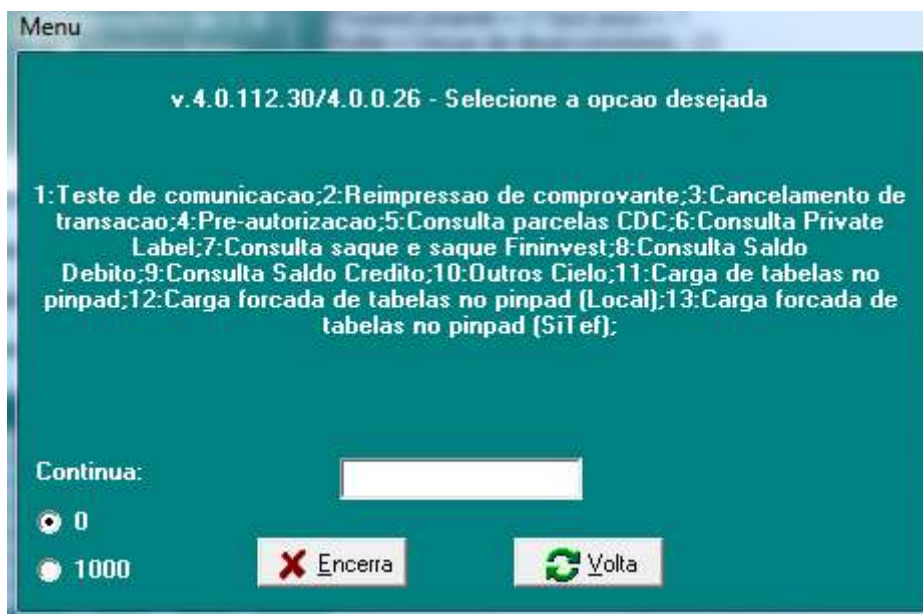 Menu
v.4.0.112.30/4.0.0.26 - Selecione a opcao desejada
1:Teste de comunicacao;2:Reimpressao de comprovante;3:Cancelamento de
transacao;4:Pre-autorizacao;5:Consulta parcelas CDC;6:Consulta Private
Label;7:Consulta saque e saque Fininvest;8:Consulta Saldo
Debito;9:Consulta Saldo Credito;10:Outros Cielo;11:Carga de tabelas no
pinpad;12:Carga forcada de tabelas no pinpad (Local);13:Carga forcada de
tabelas no pinpad (SiTef);
Continua:
0
1000
Encerra
Volta